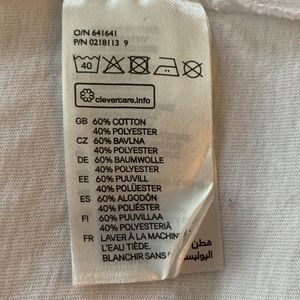 O/N 641641
P/N 0218113 9
40
clevercare.info
GB 60% COTTON
40% POLYESTER
CZ 60% BAVLNA
40% POLYESTER
DE 60% BAUMWOLLE
40% POLYESTER
EE 60% PUUVILL
40% POLÜESTER
ES 60% ALGODÓN
40% POLIÉSTER
FI 60% PUUVILLAA
40% POLYESTERIÄ
FR LAVER À LA MACHINE
L'EAU TIÈDE.
BLANCHIR SANS
قطن